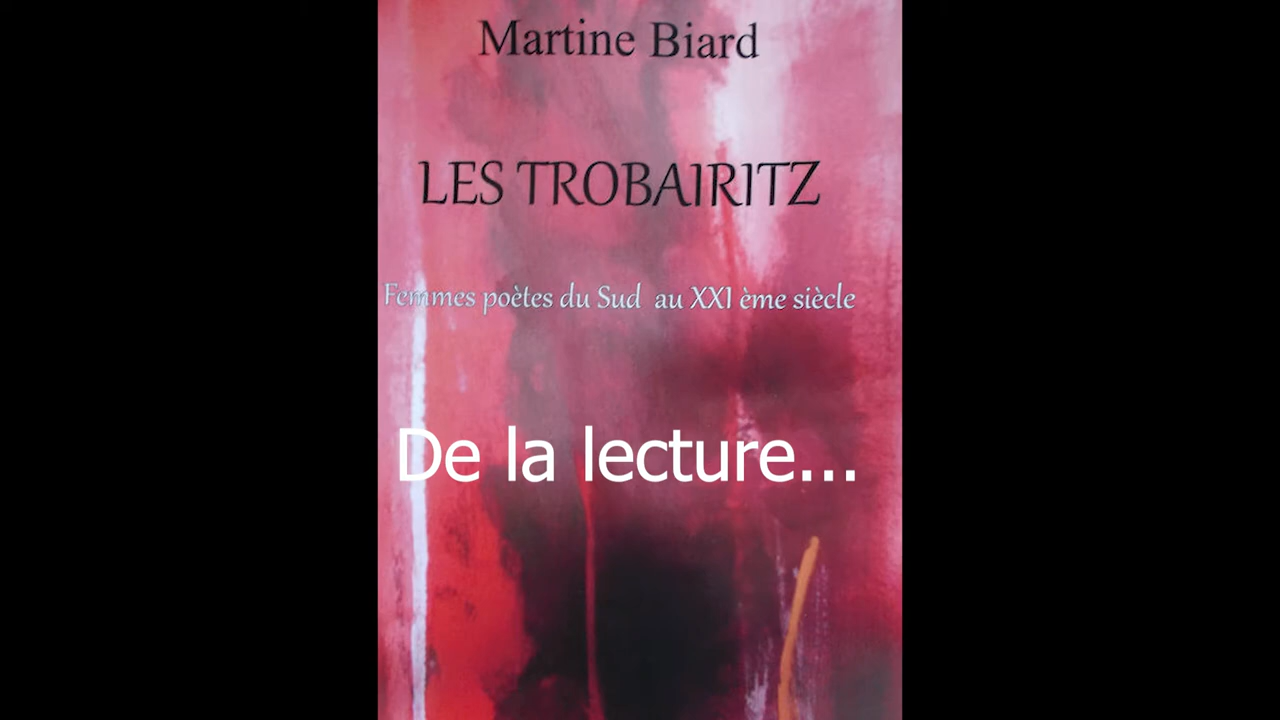 Martine Biard
LES TROBAIRITZ
Femmes poètes du Sud au XXI ème siècle
De la lecture...